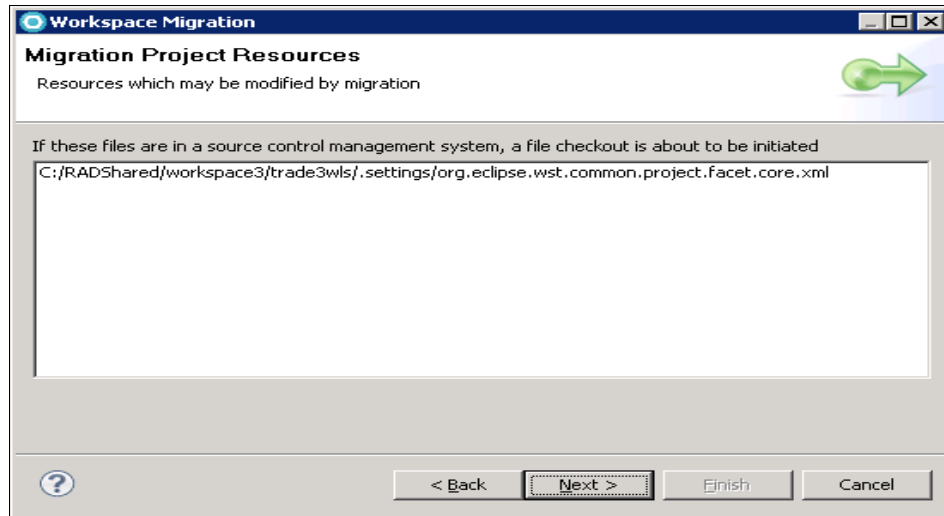 Workspace Migration
Migration Project Resources
Resources which may be modified by migration
If these files are in a source control management system, a file checkout is about to be initiated
C:/RADShared/workspace3/trade3wls/.settings/org.eclipse.wst.common.project.facet.core.xml
?
< Back Next > Finish Cancel